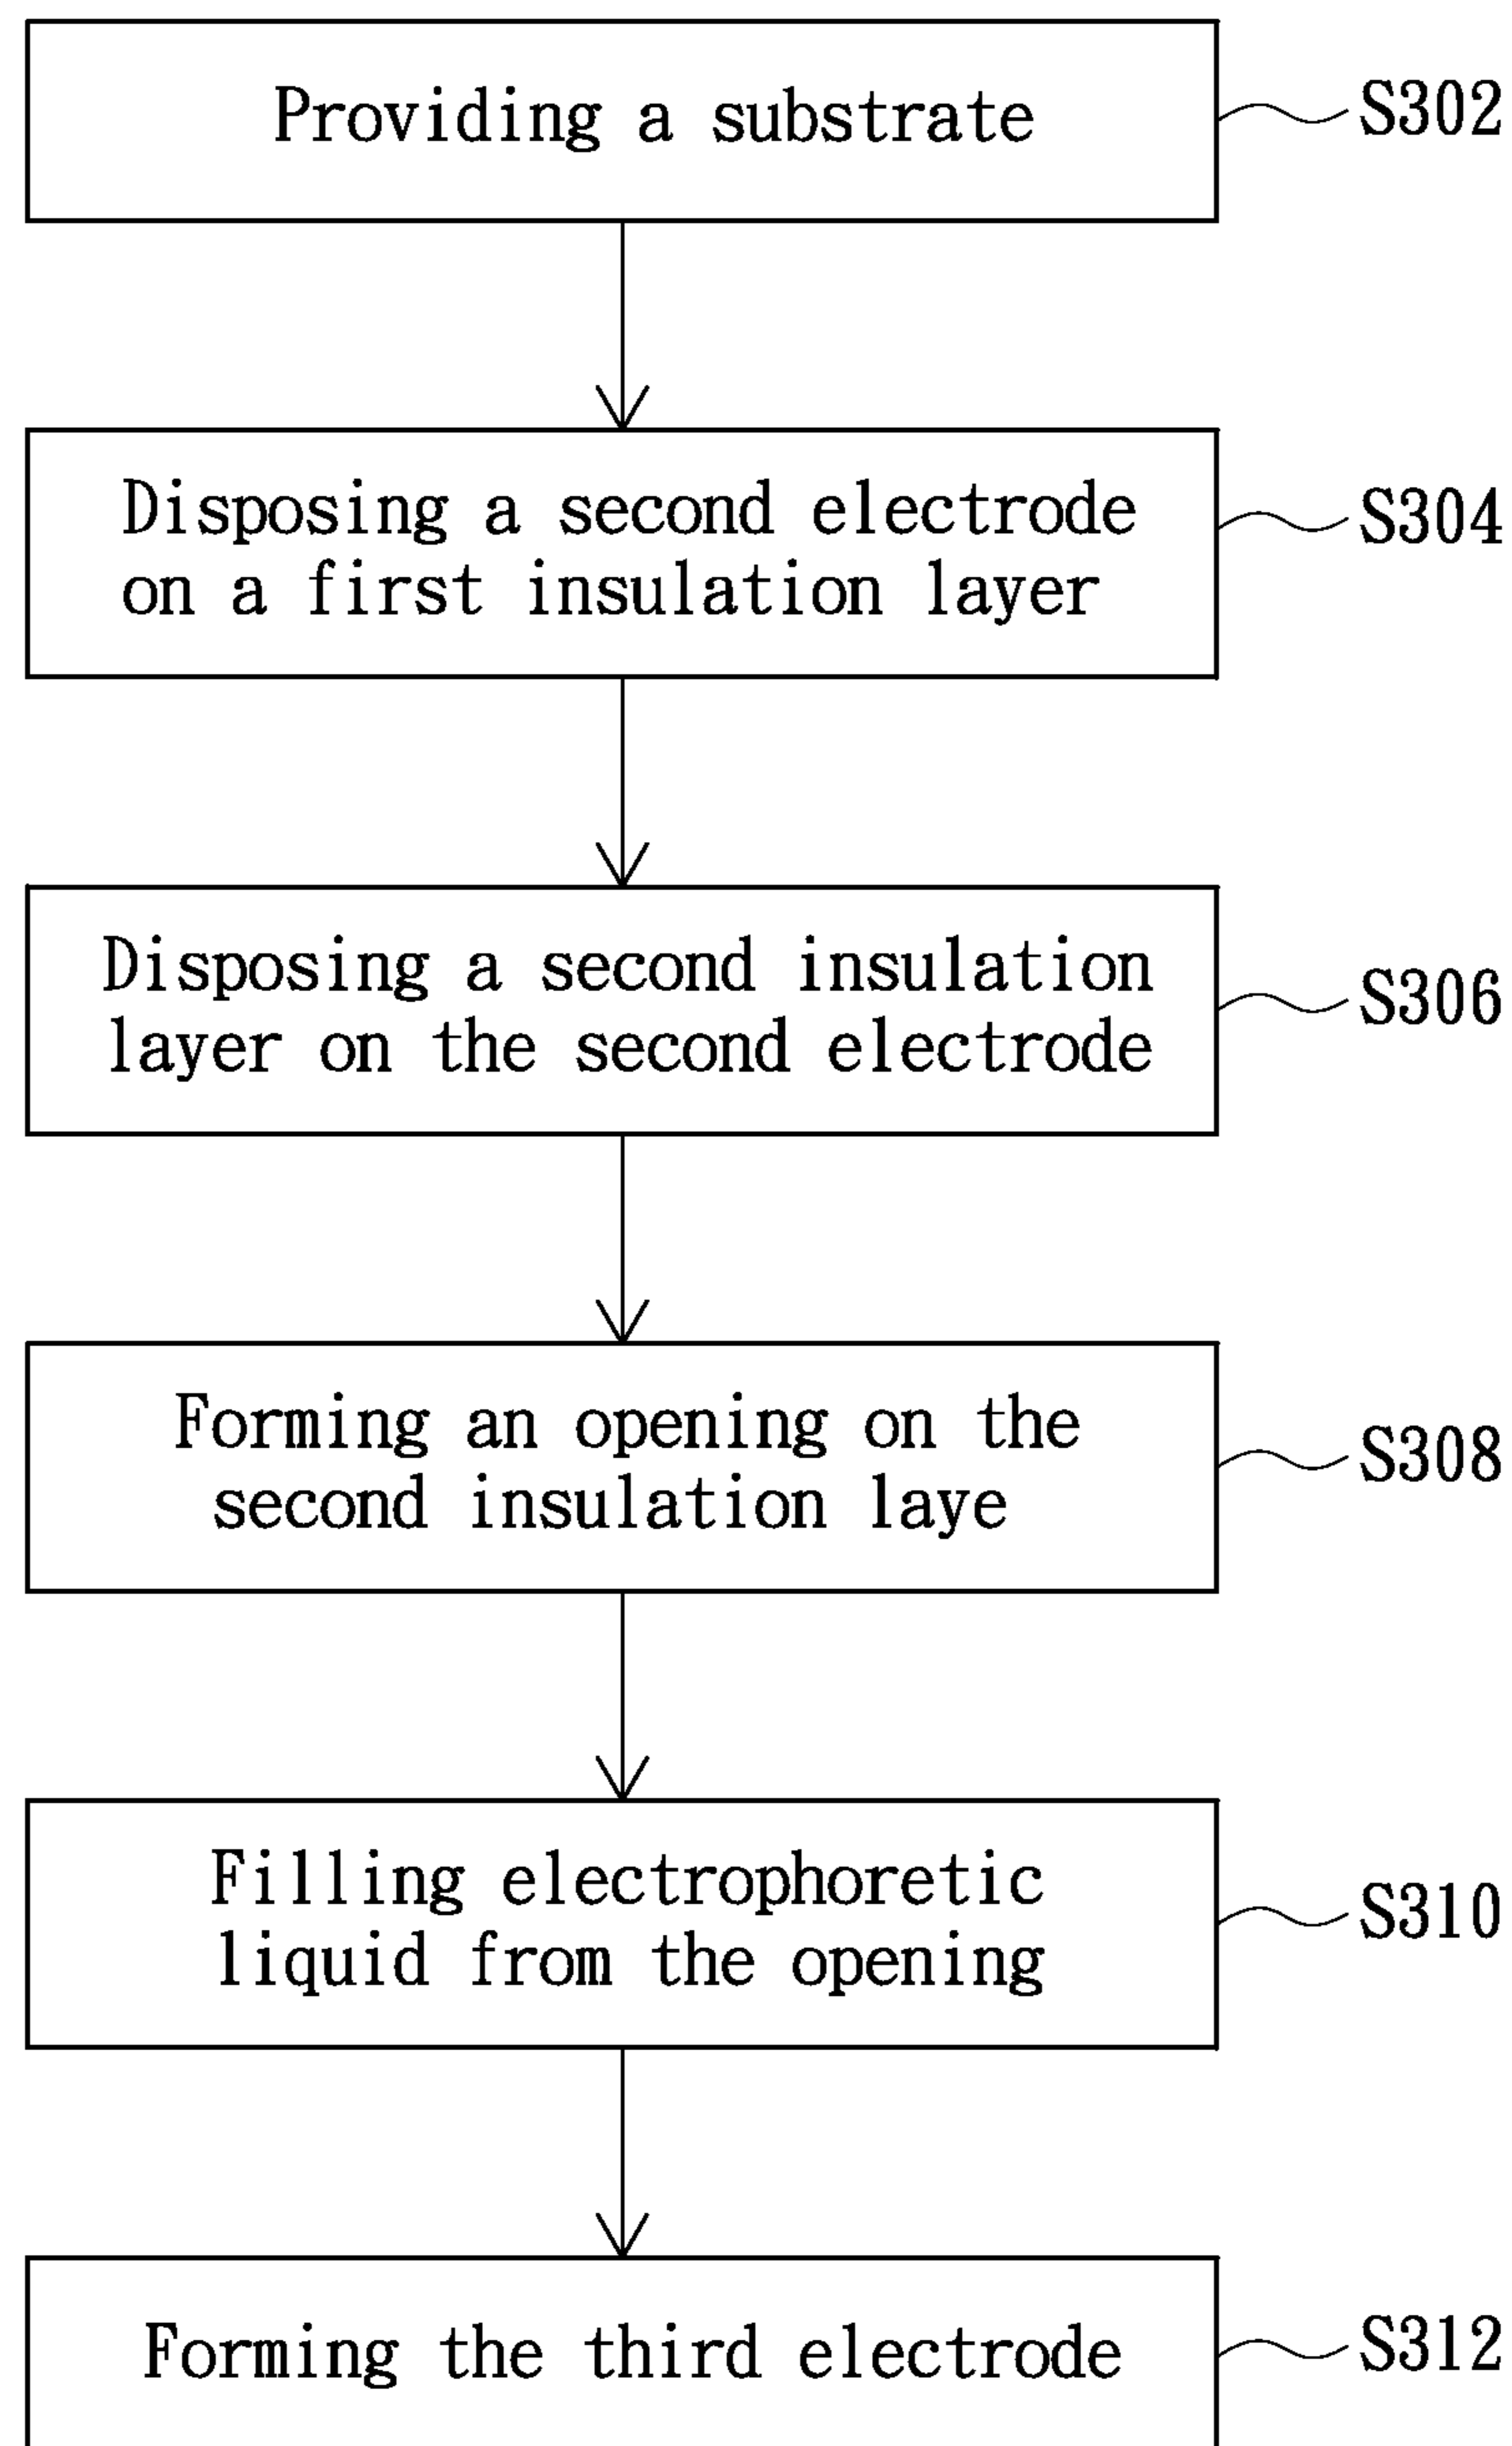 Providing a substrate
S302
Disposing a second electrode
on a first insulation layer
S304
Disposing a second insulation
layer on the second electrode
S306
Forming an opening on the
second insulation laye
S308
Filling electrophoretic
liquid from the opening
S310
Forming the third electrode
S312